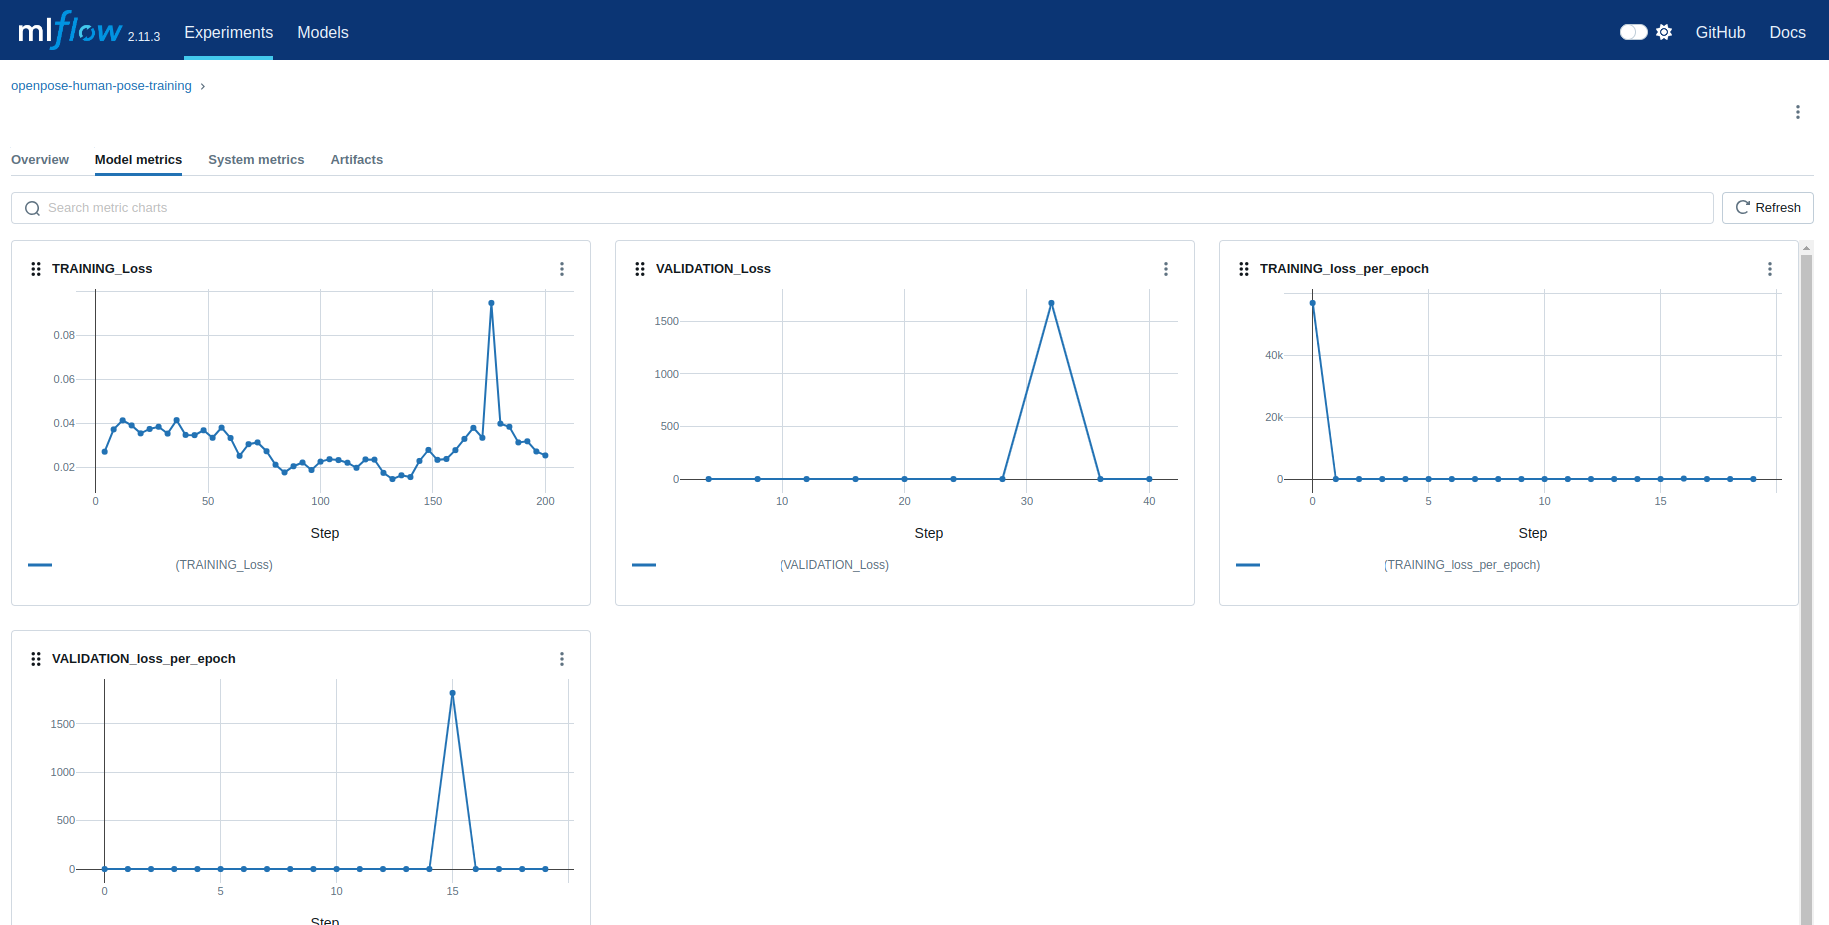 mlflow 2.11.3 Experiments Models GitHub Docs
openpose-human-pose-training
Overview Model metrics System metrics Artifacts
Search metric charts Refresh
TRAINING_Loss
0.08
0.06
0.04
0.02
0 50 100 150 200
Step
(TRAINING_Loss)
VALIDATION_Loss
1500
1000
500
0
10 20 30 40
Step
(VALIDATION_Loss)
TRAINING_loss_per_epoch
40k
20k
0
0 5 10 15
Step
(TRAINING_loss_per_epoch)
VALIDATION_loss_per_epoch
1500
1000
500
0
0 5 10 15
Step